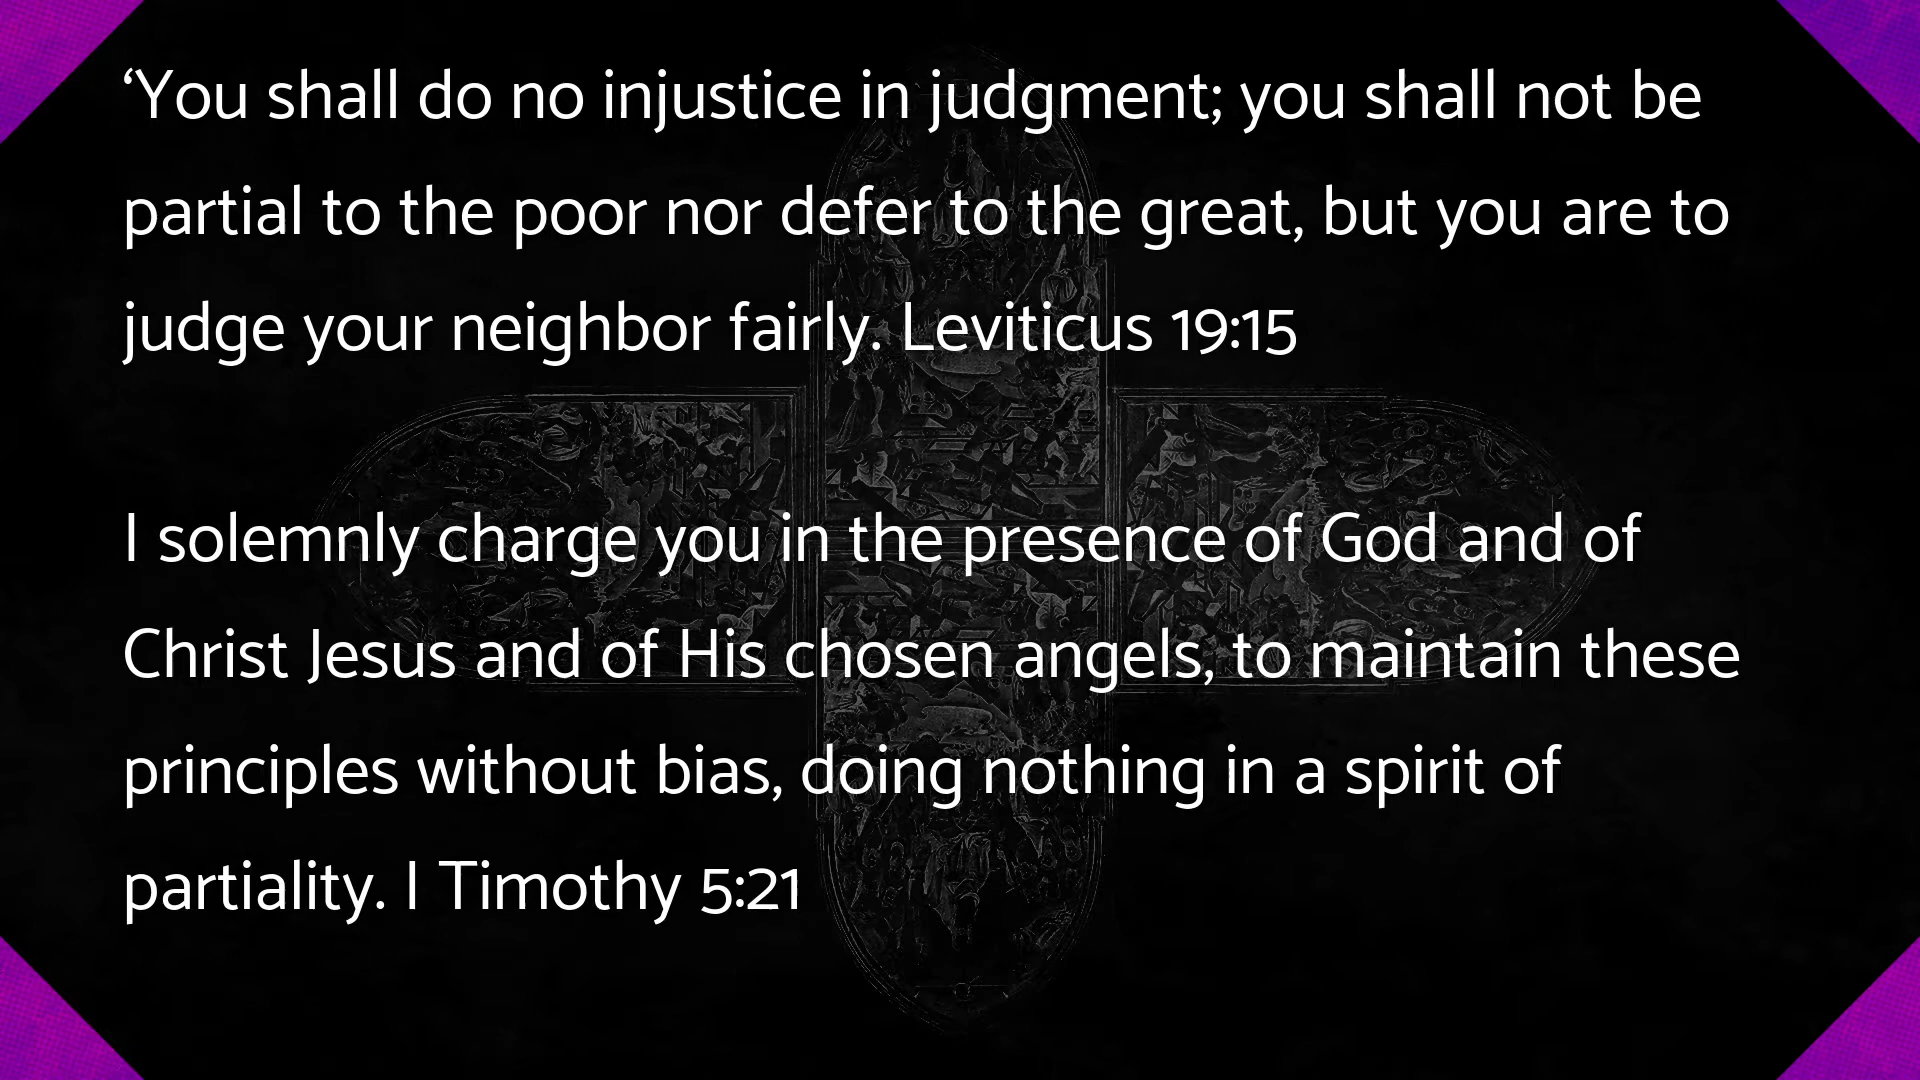 ‘You shall do no injustice in judgment; you shall not be
partial to the poor nor defer to the great, but you are to
judge your neighbor fairly. Leviticus 19:15
I solemnly charge you in the presence of God and of
Christ Jesus and of His chosen angels, to maintain these
principles without bias, doing nothing in a spirit of
partiality. I Timothy 5:21